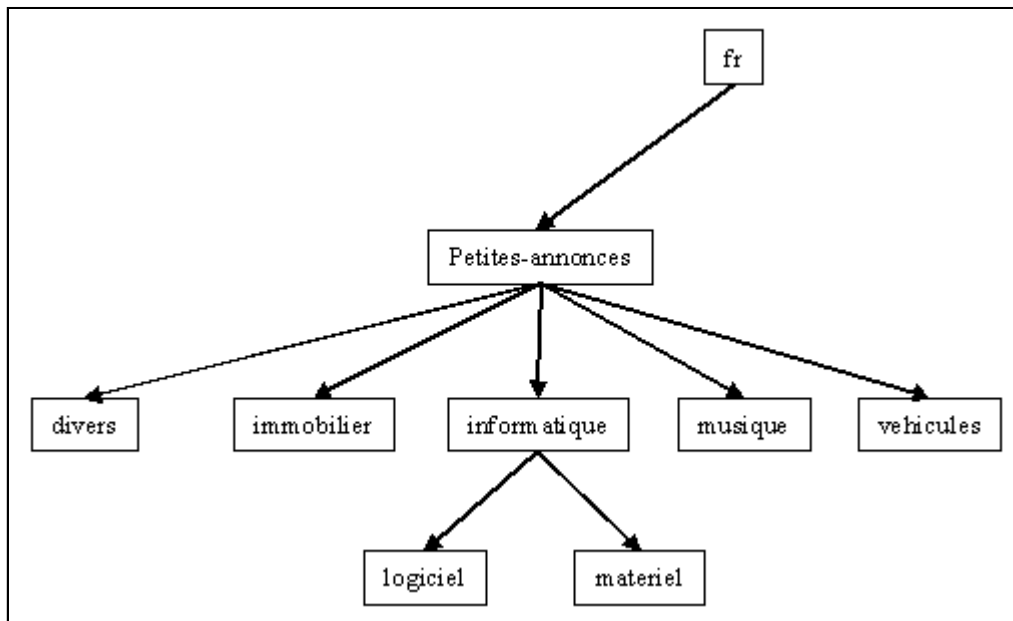 fr
Petites-annonces
divers
immobilier
informatique
musique
vehicules
logiciel
materiel